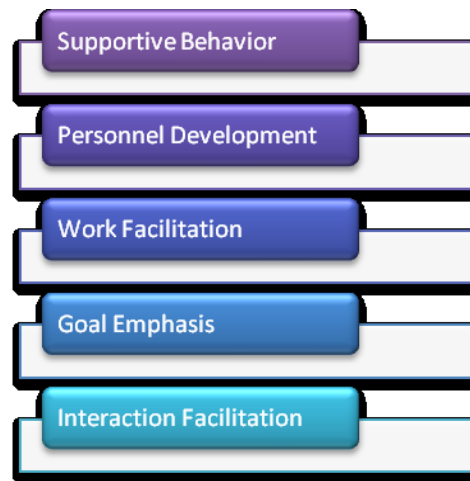 Supportive Behavior
Personnel Development
Work Facilitation
Goal Emphasis
Interaction Facilitation